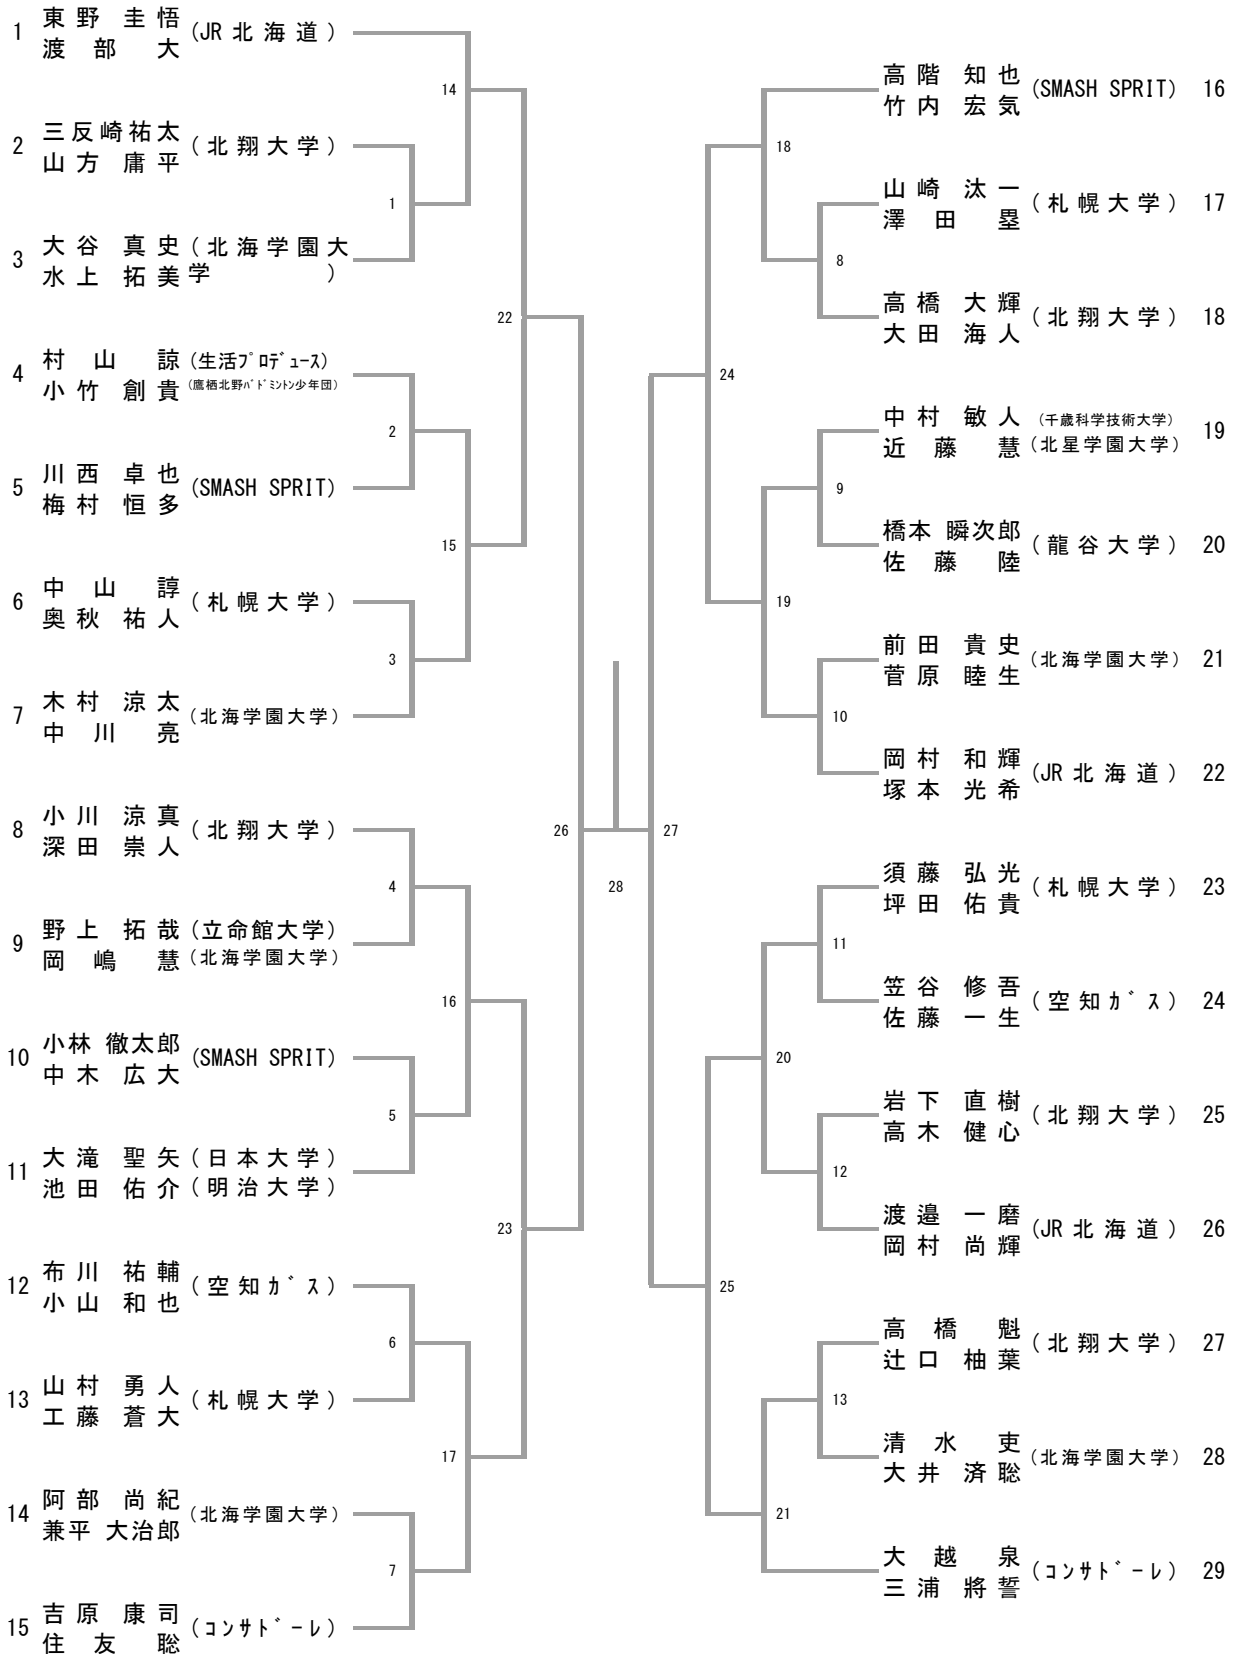 1 東野 圭悟 (JR北海道)
渡部 大
2 三反崎祐太 (北翔大学)
山方 庸平
3 大谷 真史 (北海学園大
水上 拓美 学 )
4 村山 諒 (生活プロデュース)
小竹 創貴 (鷹栖北野バドミントン少年団)
5 川西 卓也 (SMASH SPRIT)
梅村 恒多
6 中山 諄 (札幌大学)
奥秋 祐人
7 木村 涼太 (北海学園大学)
中川 亮
8 小川 涼真 (北翔大学)
深田 崇人
9 野上 拓哉 (立命館大学)
岡嶋 慧 (北海学園大学)
10 小林 徹太郎 (SMASH SPRIT)
中木 広大
11 大滝 聖矢 (日本大学)
池田 佑介 (明治大学)
12 布川 祐輔 (空知ガス)
小山 和也
13 山村 勇人 (札幌大学)
工藤 蒼大
14 阿部 尚紀 (北海学園大学)
兼平 大治郎
15 吉原 康司 (コンサドーレ)
住友 聡
1
2
3
4
5
6
7
14
15
16
17
22
23
26
28
27
24
25
18
19
20
21
8
9
10
11
12
13
高階 知也 (SMASH SPRIT) 16
竹内 宏気
山崎 汰一 (札幌大学) 17
澤田 塁
高橋 大輝 (北翔大学) 18
大田 海人
中村 敏人 (千歳科学技術大学) 19
近藤 慧 (北星学園大学)
橋本 瞬次郎 (龍谷大学) 20
佐藤 陸
前田 貴史 (北海学園大学) 21
菅原 睦生
岡村 和輝 (JR北海道) 22
塚本 光希
須藤 弘光 (札幌大学) 23
坪田 佑貴
笠谷 修吾 (空知ガス) 24
佐藤 一生
岩下 直樹 (北翔大学) 25
高木 健心
渡邉 一磨 (JR北海道) 26
岡村 尚輝
高橋 魁 (北翔大学) 27
辻口 柚葉
清水 吏 (北海学園大学) 28
大井 済聡
大越 泉 (コンサドーレ) 29
三浦 將誓